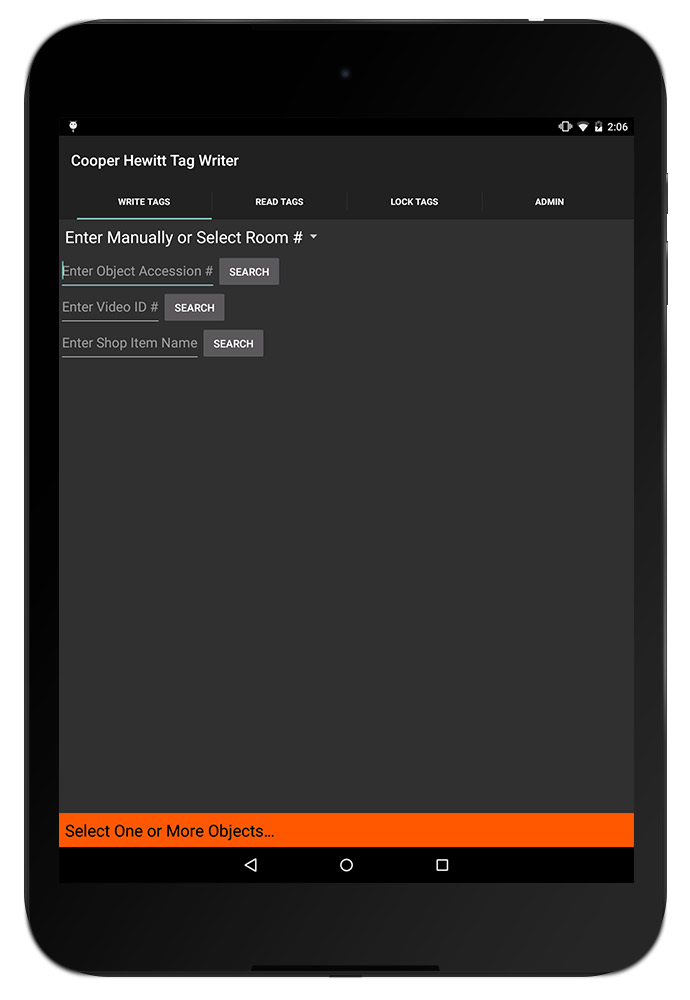 2:06
Cooper Hewitt Tag Writer
WRITE TAGS READ TAGS LOCK TAGS ADMIN
Enter Manually or Select Room #
Enter Object Accession # SEARCH
Enter Video ID # SEARCH
Enter Shop Item Name SEARCH
Select One or More Objects...